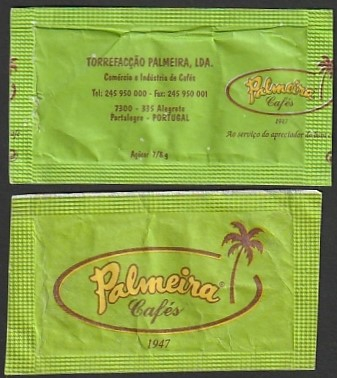 TORREFACÇÃO PALMEIRA, LDA.
Comércio e Indústria de Cafés
Tel: 245 950 000 - Fax: 245 950 001
7300 - 335 Alegrete
Portalegre - PORTUGAL
Açúcar 7/8 g
Palmeira
Cafés
1947
Ao serviço do apreciador de
Palmeira®
Cafés
1947